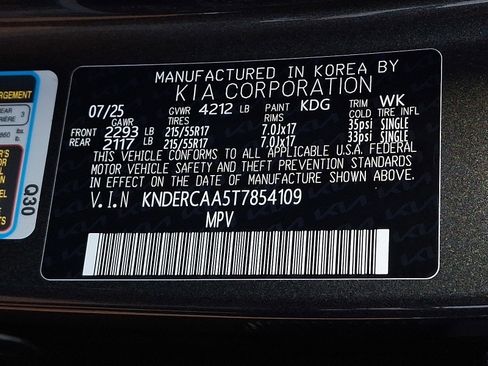 MANUFACTURED IN KOREA BY
KIA CORPORATION
07/25 GVWR 4212 LB PAINT KDG TRIM WK
GAWR TIRES RIMS COLD TIRE INFL
FRONT 2293 LB 215/55R17 7.0Jx17 35psi SINGLE
REAR 2117 LB 215/55R17 7.0Jx17 33psi SINGLE
THIS VEHICLE CONFORMS TO ALL APPLICABLE U.S.A. FEDERAL
MOTOR VEHICLE SAFETY AND THEFT PREVENTION STANDARDS
IN EFFECT ON THE DATE OF MANUFACTURE SHOWN ABOVE.
V.I.N KNDERCAA5T7854109
MPV
Q30
lb.